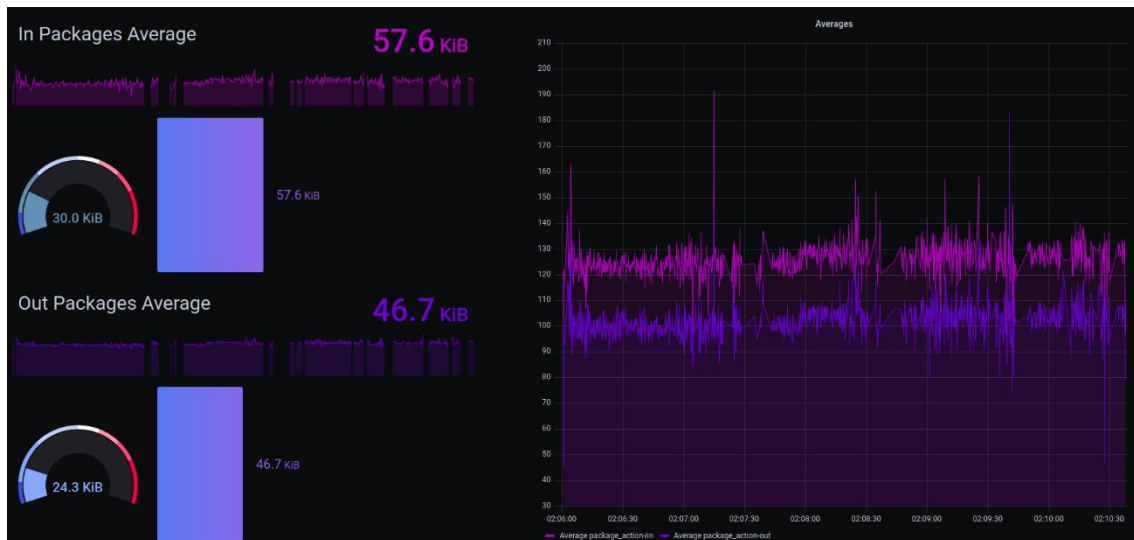 In Packages Average
57.6 KiB
30.0 KiB
57.6 KiB
Out Packages Average
46.7 KiB
24.3 KiB
46.7 KiB
Averages
210
200
190
180
170
160
150
140
130
120
110
100
90
80
70
60
50
40
30
02:06:00 02:06:30 02:07:00 02:07:30 02:08:00 02:08:30 02:09:00 02:09:30 02:10:00 02:10:30
Average package_action-iin Average package_action-out